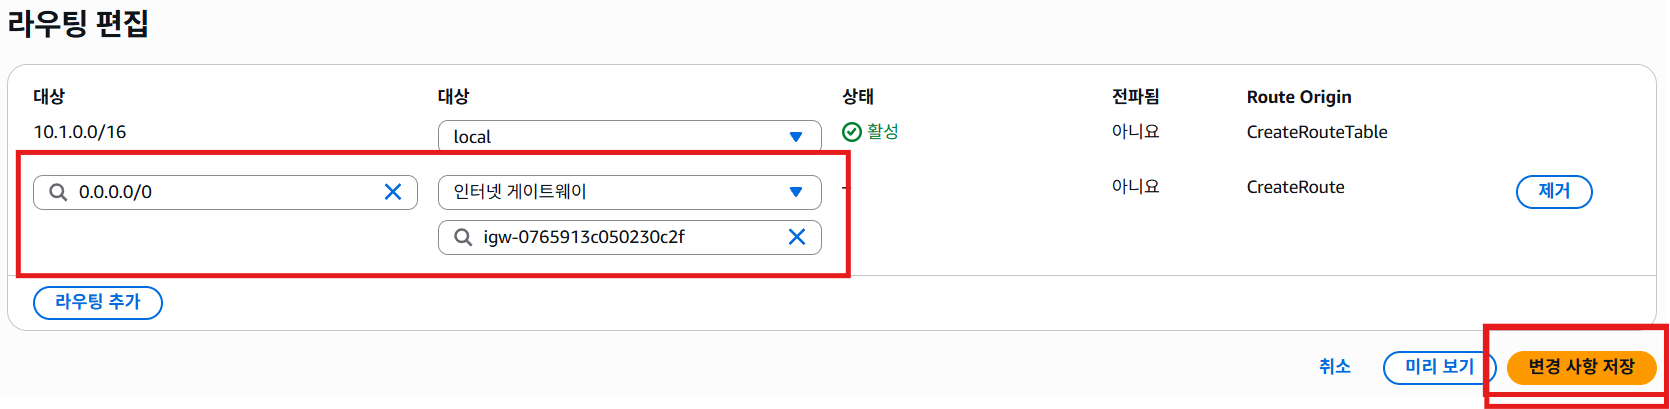 라우팅 편집
대상 대상 상태 전파됨 Route Origin
10.1.0.0/16 local 활성 아니요 CreateRouteTable
0.0.0.0/0 인터넷 게이트웨이 - 아니요 CreateRoute 제거
igw-0765913c050230c2f
라우팅 추가
취소 미리 보기 변경 사항 저장